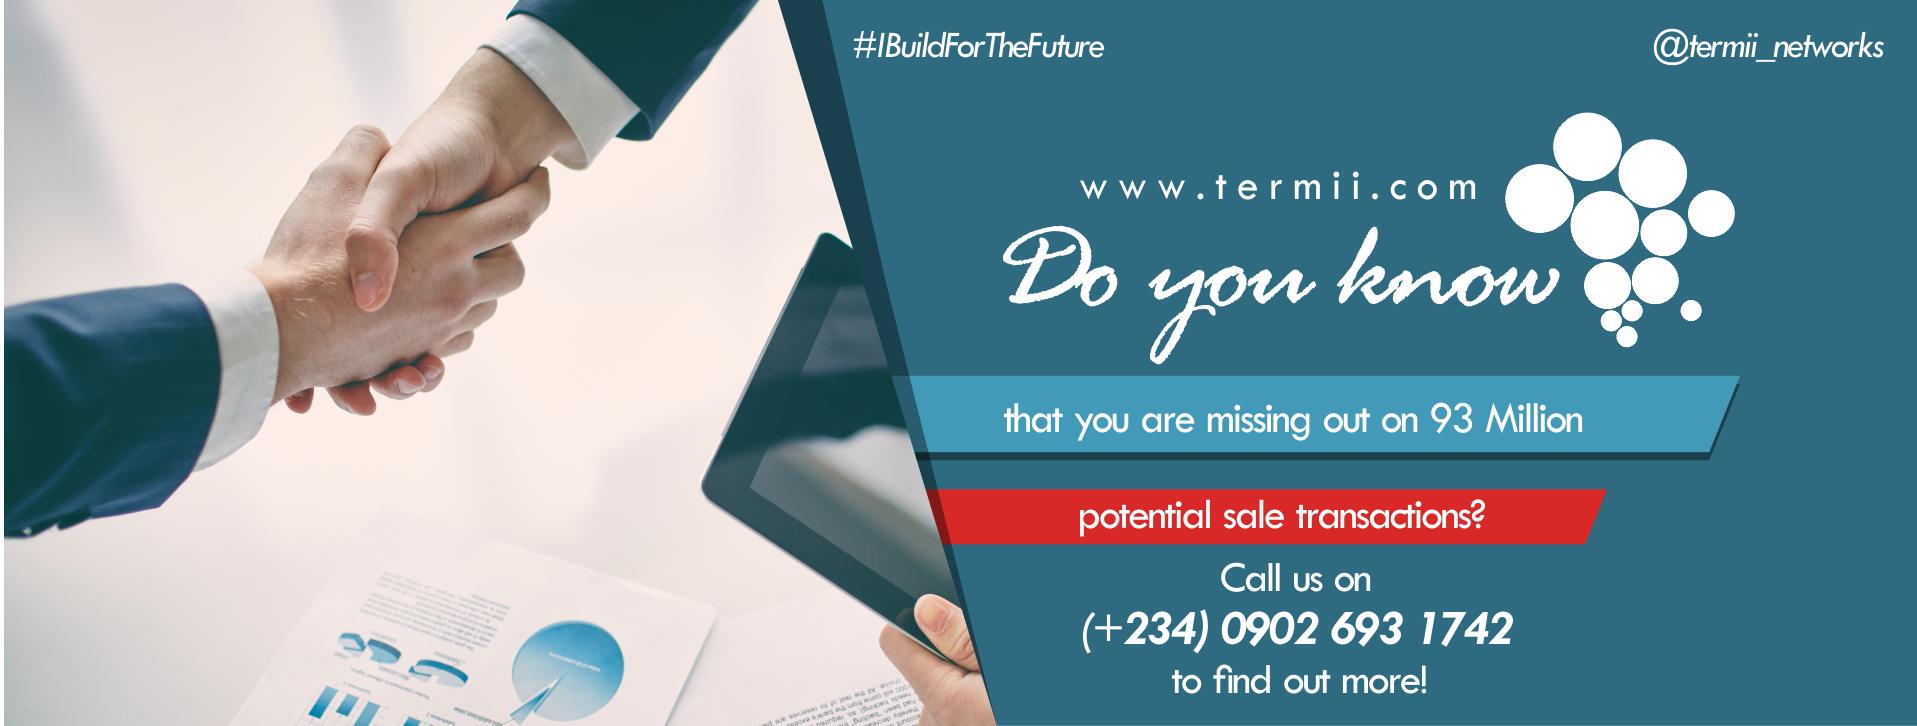 #IBuildForTheFuture
@termii_networks
www.termii.com
Do you know
that you are missing out on 93 Million
potential sale transactions?
Call us on
(+234) 0902 693 1742
to find out more!